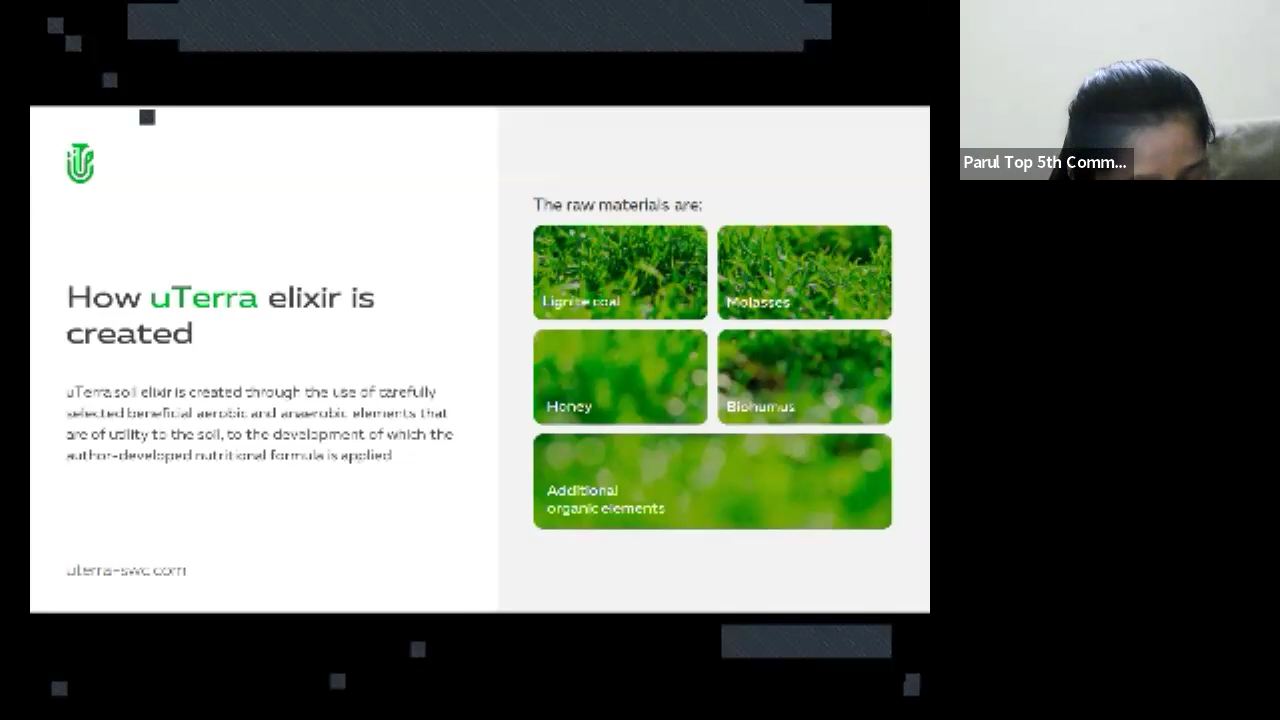 How uTerra elixir is
created
uTerra soil elixir is created through the use of carefully
selected beneficial aerobic and anaerobic elements that
are of utility to the soil, to the development of which the
author-developed nutritional formula is applied
uterra-swc.com
The raw materials are:
Lignite coal
Molasses
Honey
Biohumus
Additional
organic elements
Parul Top 5th Comm...